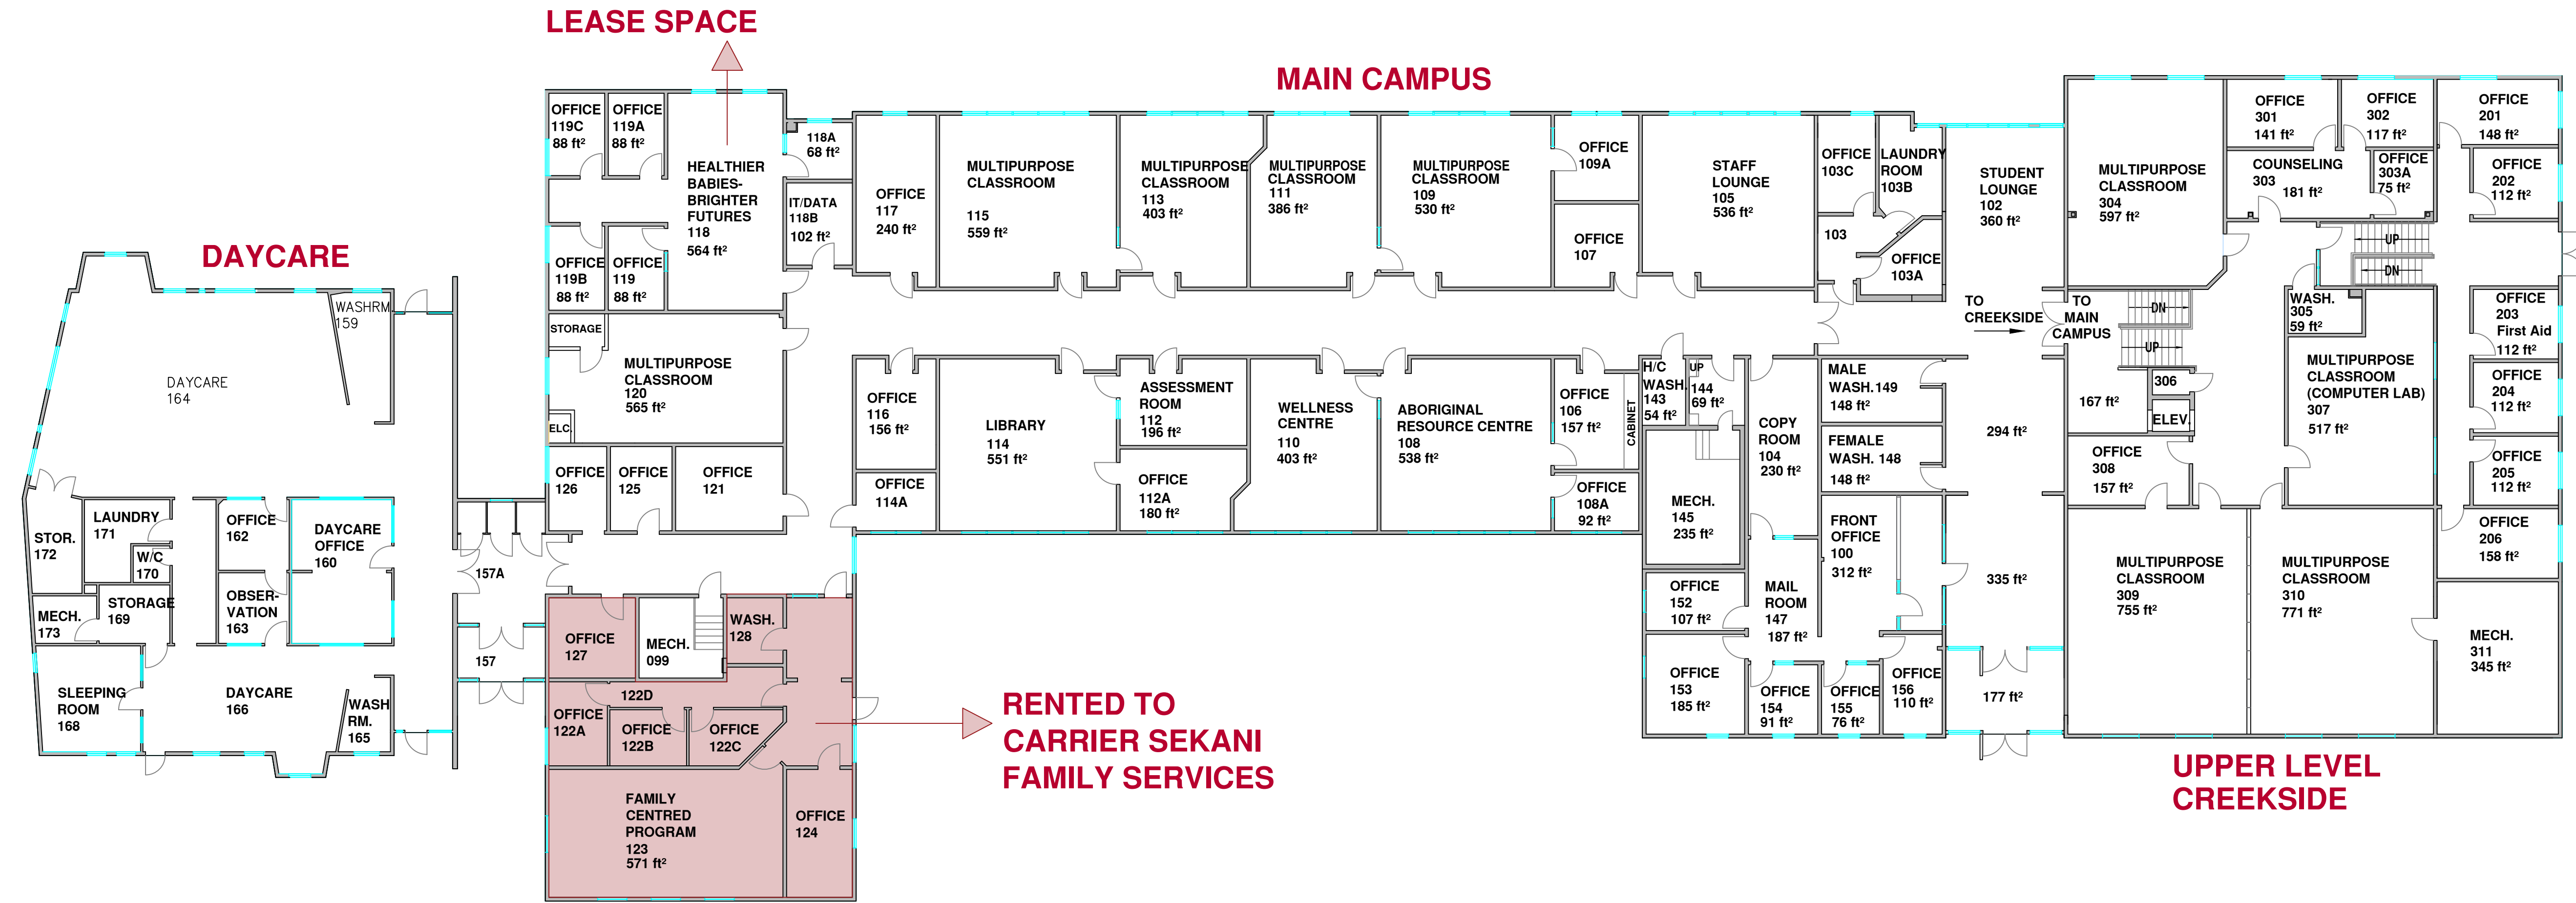 LEASE SPACE
MAIN CAMPUS
DAYCARE
WASHRM
159
DAYCARE
164
STOR.
172
LAUNDRY
171
W/C
170
MECH.
173
STORAGE
169
OFFICE
162
OBSER-
VATION
163
DAYCARE
OFFICE
160
SLEEPING
ROOM
168
DAYCARE
166
WASH
RM.
165
157A
157
OFFICE
119C
88 ft²
OFFICE
119A
88 ft²
HEALTHIER
BABIES-
BRIGHTER
FUTURES
118
564 ft²
118A
68 ft²
IT/DATA
118B
102 ft²
OFFICE
119B
88 ft²
OFFICE
119
88 ft²
STORAGE
MULTIPURPOSE
CLASSROOM
120
565 ft²
ELC.
OFFICE
126
OFFICE
125
OFFICE
121
OFFICE
127
MECH.
099
WASH.
128
122D
OFFICE
122A
OFFICE
122B
OFFICE
122C
FAMILY
CENTRED
PROGRAM
123
571 ft²
OFFICE
124
RENTED TO
CARRIER SEKANI
FAMILY SERVICES
OFFICE
117
240 ft²
MULTIPURPOSE
CLASSROOM
115
559 ft²
MULTIPURPOSE
CLASSROOM
113
403 ft²
MULTIPURPOSE
CLASSROOM
111
386 ft²
MULTIPURPOSE
CLASSROOM
109
530 ft²
OFFICE
109A
OFFICE
107
STAFF
LOUNGE
105
536 ft²
OFFICE
103C
LAUNDRY
ROOM
103B
103
OFFICE
103A
STUDENT
LOUNGE
102
360 ft²
TO
CREEKSIDE
OFFICE
116
156 ft²
OFFICE
114A
LIBRARY
114
551 ft²
ASSESSMENT
ROOM
112
196 ft²
OFFICE
112A
180 ft²
WELLNESS
CENTRE
110
403 ft²
ABORIGINAL
RESOURCE CENTRE
108
538 ft²
OFFICE
106
157 ft²
CABINET
OFFICE
108A
92 ft²
H/C
WASH.
143
54 ft²
UP
144
69 ft²
MECH.
145
235 ft²
COPY
ROOM
104
230 ft²
MALE
WASH.149
148 ft²
FEMALE
WASH. 148
148 ft²
294 ft²
FRONT
OFFICE
100
312 ft²
335 ft²
MAIL
ROOM
147
187 ft²
OFFICE
152
107 ft²
OFFICE
153
185 ft²
OFFICE
154
91 ft²
OFFICE
155
76 ft²
OFFICE
156
110 ft²
177 ft²
MULTIPURPOSE
CLASSROOM
304
597 ft²
OFFICE
301
141 ft²
OFFICE
302
117 ft²
OFFICE
201
148 ft²
COUNSELING
303
181 ft²
OFFICE
303A
75 ft²
OFFICE
202
112 ft²
UP
DN
TO
MAIN
CAMPUS
DN
UP
WASH.
305
59 ft²
OFFICE
203
First Aid
112 ft²
306
167 ft²
ELEV.
MULTIPURPOSE
CLASSROOM
(COMPUTER LAB)
307
517 ft²
OFFICE
204
112 ft²
OFFICE
308
157 ft²
OFFICE
205
112 ft²
OFFICE
206
158 ft²
MULTIPURPOSE
CLASSROOM
309
755 ft²
MULTIPURPOSE
CLASSROOM
310
771 ft²
MECH.
311
345 ft²
UPPER LEVEL
CREEKSIDE